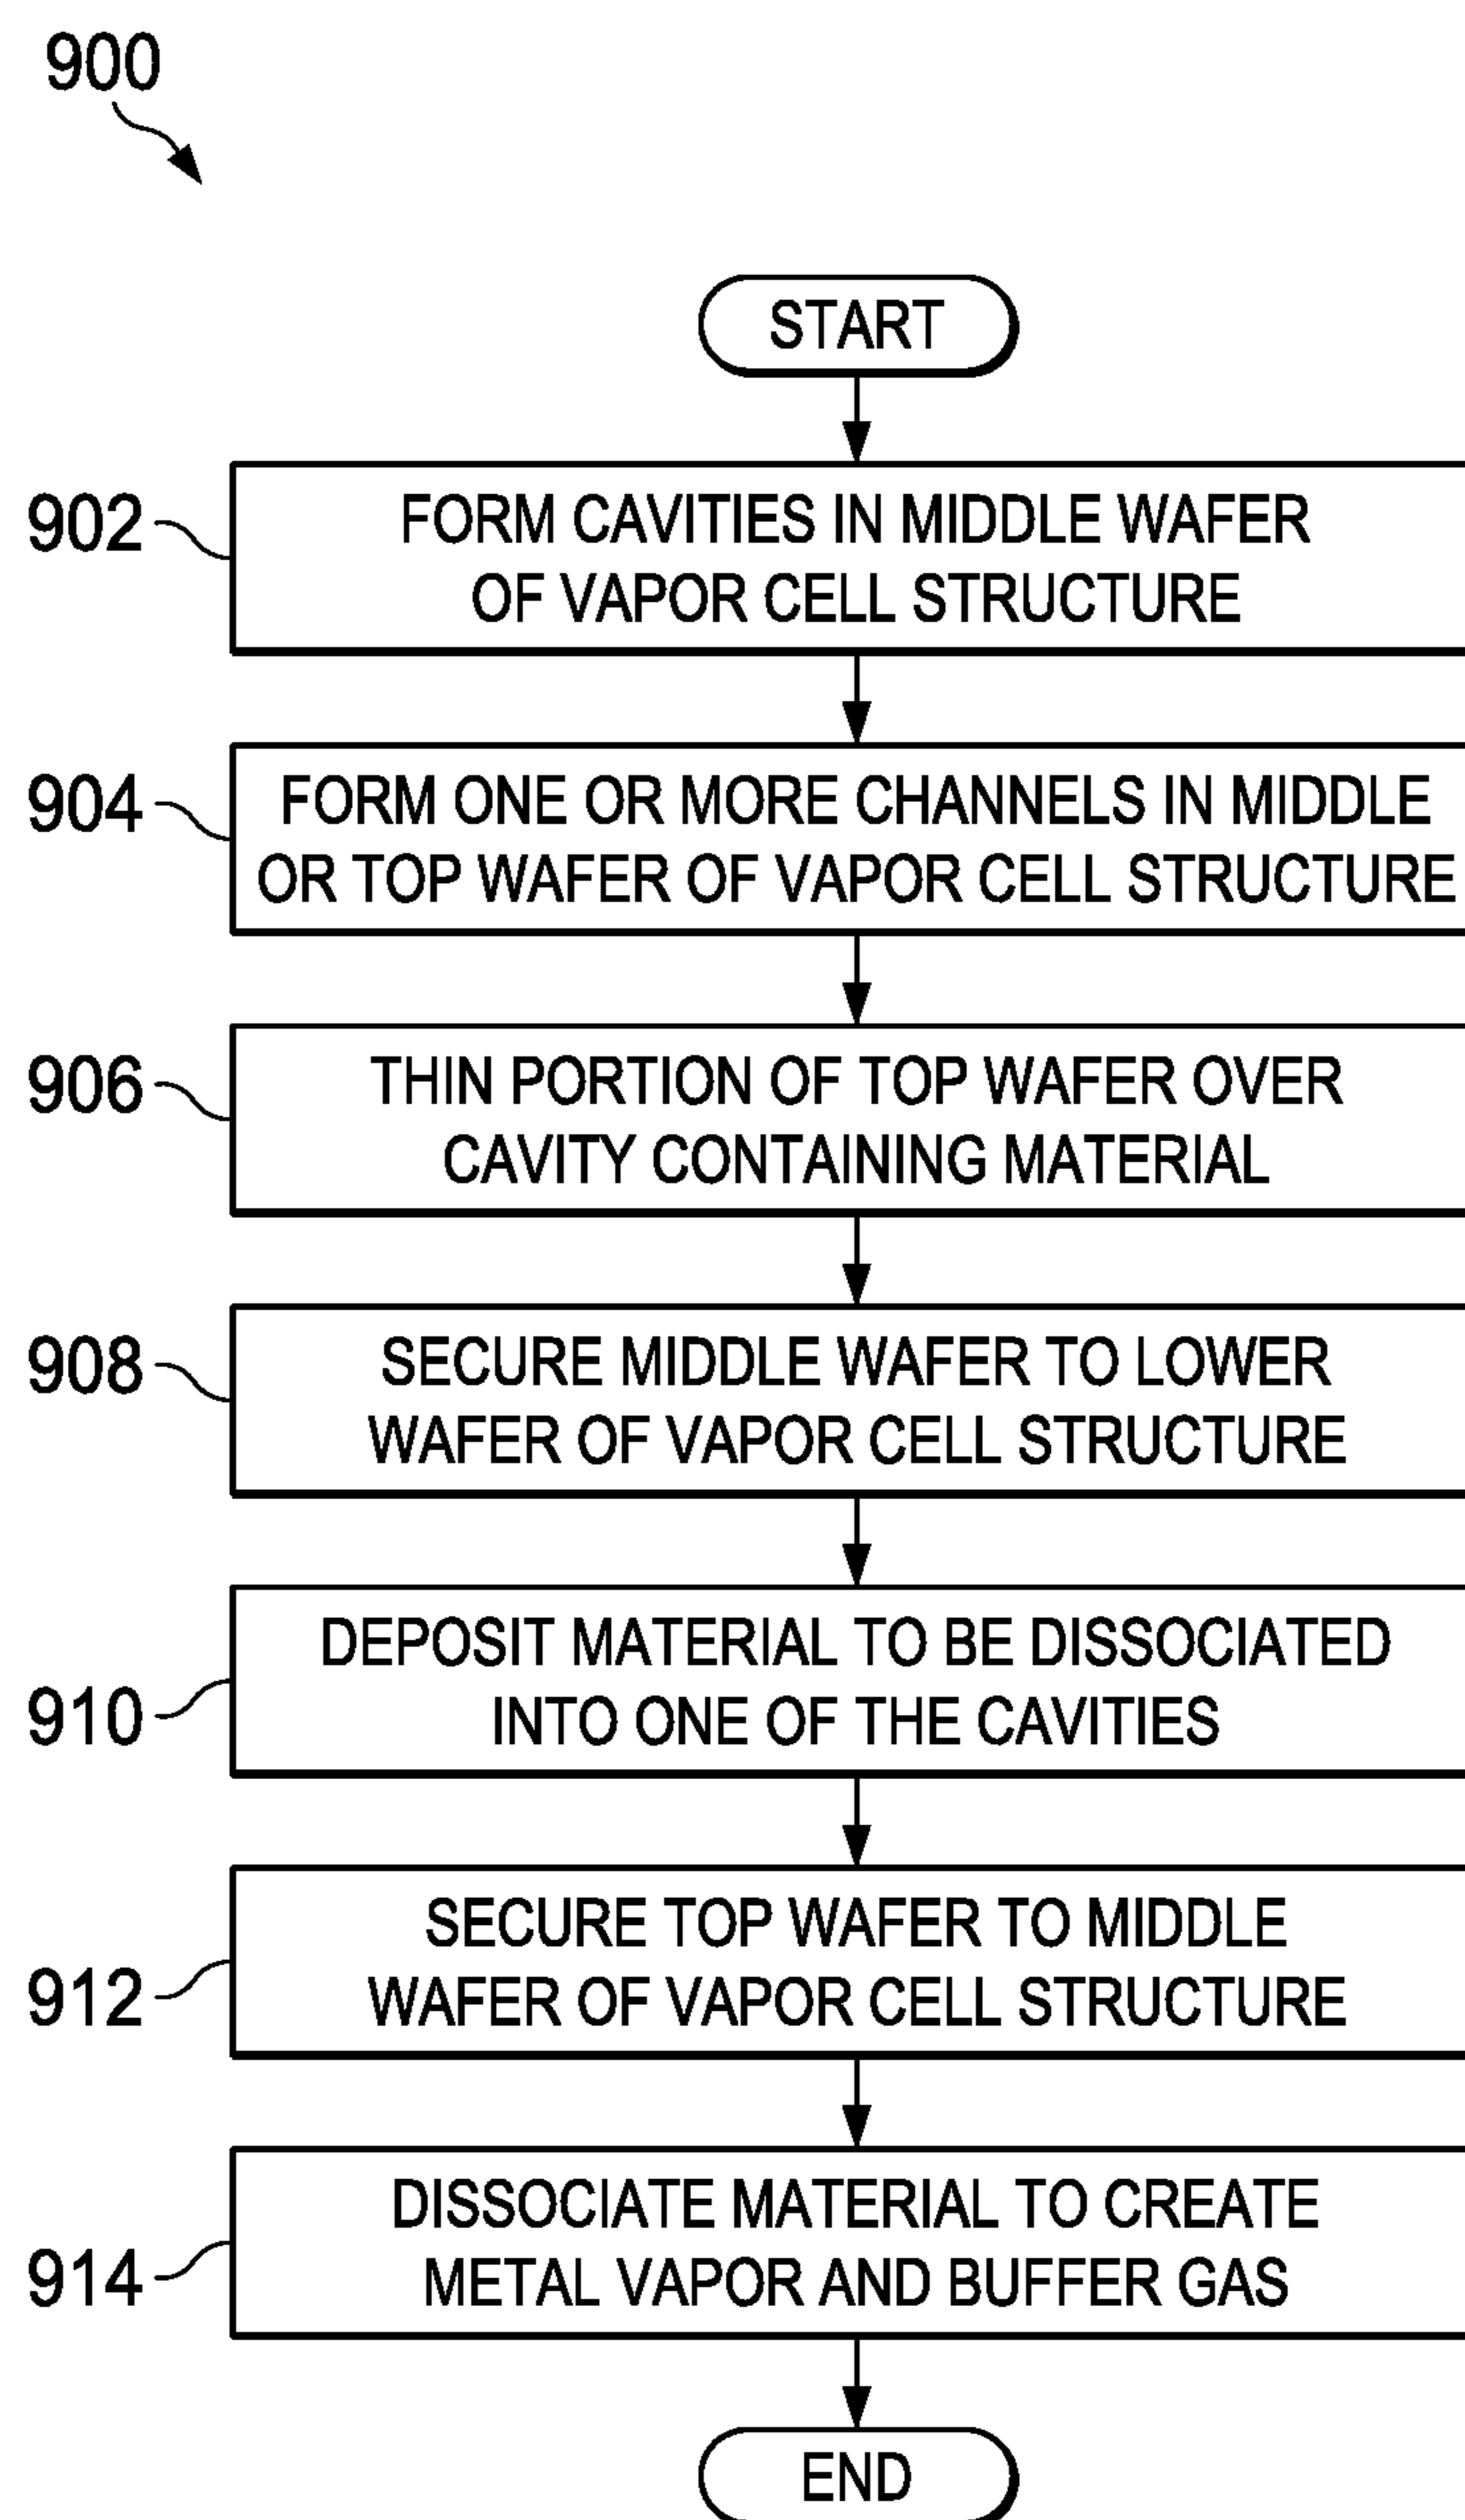 900
START
902
FORM CAVITIES IN MIDDLE WAFER
OF VAPOR CELL STRUCTURE
904
FORM ONE OR MORE CHANNELS IN MIDDLE
OR TOP WAFER OF VAPOR CELL STRUCTURE
906
THIN PORTION OF TOP WAFER OVER
CAVITY CONTAINING MATERIAL
908
SECURE MIDDLE WAFER TO LOWER
WAFER OF VAPOR CELL STRUCTURE
910
DEPOSIT MATERIAL TO BE DISSOCIATED
INTO ONE OF THE CAVITIES
912
SECURE TOP WAFER TO MIDDLE
WAFER OF VAPOR CELL STRUCTURE
914
DISSOCIATE MATERIAL TO CREATE
METAL VAPOR AND BUFFER GAS
END